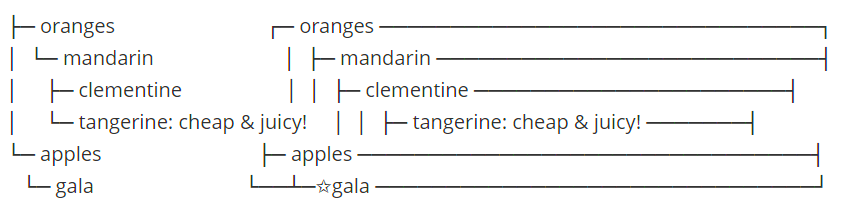 ├─ oranges ┌─ oranges ───────────────────────────┐
│ └─ mandarin │ ├─ mandarin ───────────────────────┤
│ ├─ clementine │ │ ├─ clementine ───────────────────┤
│ └─ tangerine: cheap & juicy! │ │ ├─ tangerine: cheap & juicy! ──────┤
└─ apples ├─ apples ────────────────────────────┤
└─ gala └──┴─☆gala ──────────────────────────┘